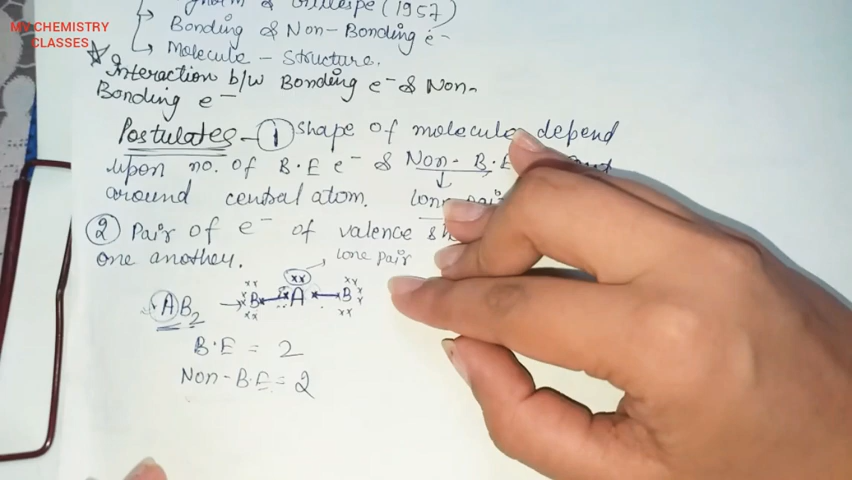 MY CHEMISTRY
CLASSES
(1957)
Bonding & Non-Bonding e-
Molecule - Structure.
Interaction b/w Bonding e- & Non-
Bonding e-
Postulates - 1 shape of molecule depend
upon no. of B.E e- & Non- B.E
around central atom. lone pair
2 Pair of e- of valence
one another. lone pair
AB2 → B A B
B.E = 2
Non-B.E = 2